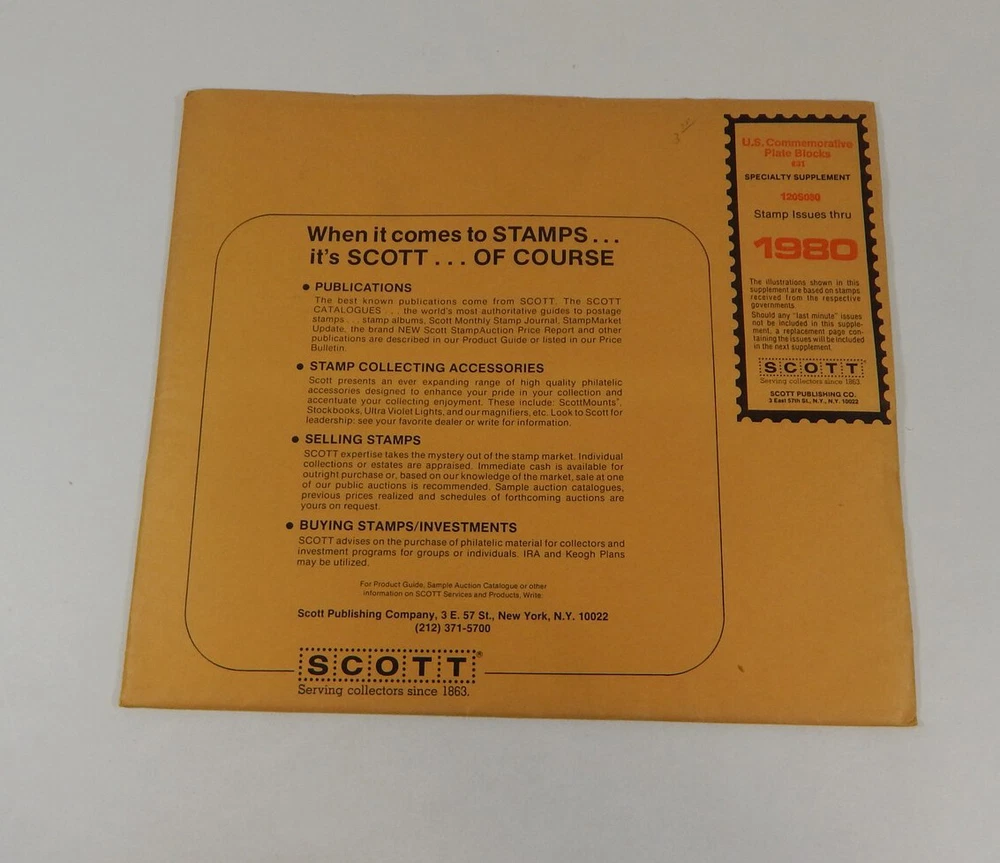 When it comes to STAMPS...
it's SCOTT ... OF COURSE
● PUBLICATIONS
The best known publications come from SCOTT. The SCOTT
CATALOGUES ... the world's most authoritative guides to postage
stamps ... stamp albums, Scott Monthly Stamp Journal, StampMarket
Update, the brand NEW Scott StampAuction Price Report and other
publications are described in our Product Guide or listed in our Price
Bulletin.
● STAMP COLLECTING ACCESSORIES
Scott presents an ever expanding range of high quality philatelic
accessories designed to enhance your pride in your collection and
accentuate your collecting enjoyment. These include: ScottMounts®,
Stockbooks, Ultra Violet Lights, and our magnifiers, etc. Look to Scott for
leadership: see your favorite dealer or write for information.
● SELLING STAMPS
SCOTT expertise takes the mystery out of the stamp market. Individual
collections or estates are appraised. Immediate cash is available for
outright purchase or, based on our knowledge of the market, sale at one
of our public auctions is recommended. Sample auction catalogues,
previous prices realized and schedules of forthcoming auctions are
yours on request.
● BUYING STAMPS/INVESTMENTS
SCOTT advises on the purchase of philatelic material for collectors and
investment programs for groups or individuals. IRA and Keogh Plans
may be utilized.
For Product Guide, Sample Auction Catalogue or other
information on SCOTT Services and Products, Write:
Scott Publishing Company, 3 E. 57 St., New York, N.Y. 10022
(212) 371-5700
SCOTT®
Serving collectors since 1863.
U.S. Commemorative
Plate Blocks
SPECIALTY SUPPLEMENT
120S080
Stamp Issues thru
1980
The illustrations shown in this
supplement are based on stamps
received from the respective
governments.
Should any "last minute" issues
not be included in this supple-
ment, a replacement page con-
taining the issues will be included
in the next supplement.
SCOTT
Serving collectors since 1863.
SCOTT PUBLISHING CO.
3 East 57th St., N.Y., N.Y. 10022